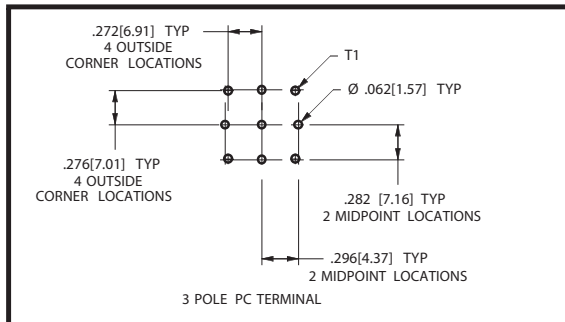 .272[6.91] TYP
4 OUTSIDE
CORNER LOCATIONS
T1
Ø .062[1.57] TYP
.276[7.01] TYP
4 OUTSIDE
CORNER LOCATIONS
.282 [7.16] TYP
2 MIDPOINT LOCATIONS
.296[4.37] TYP
2 MIDPOINT LOCATIONS
3 POLE PC TERMINAL